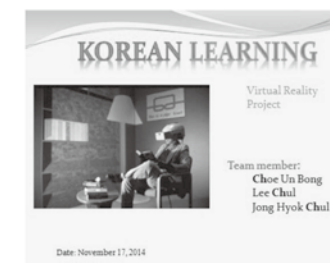 KOREAN LEARNING
Virtual Reality
Project
Team member:
Choe Un Bong
Lee Chul
Jong Hyok Chul
Date: November 17, 2014